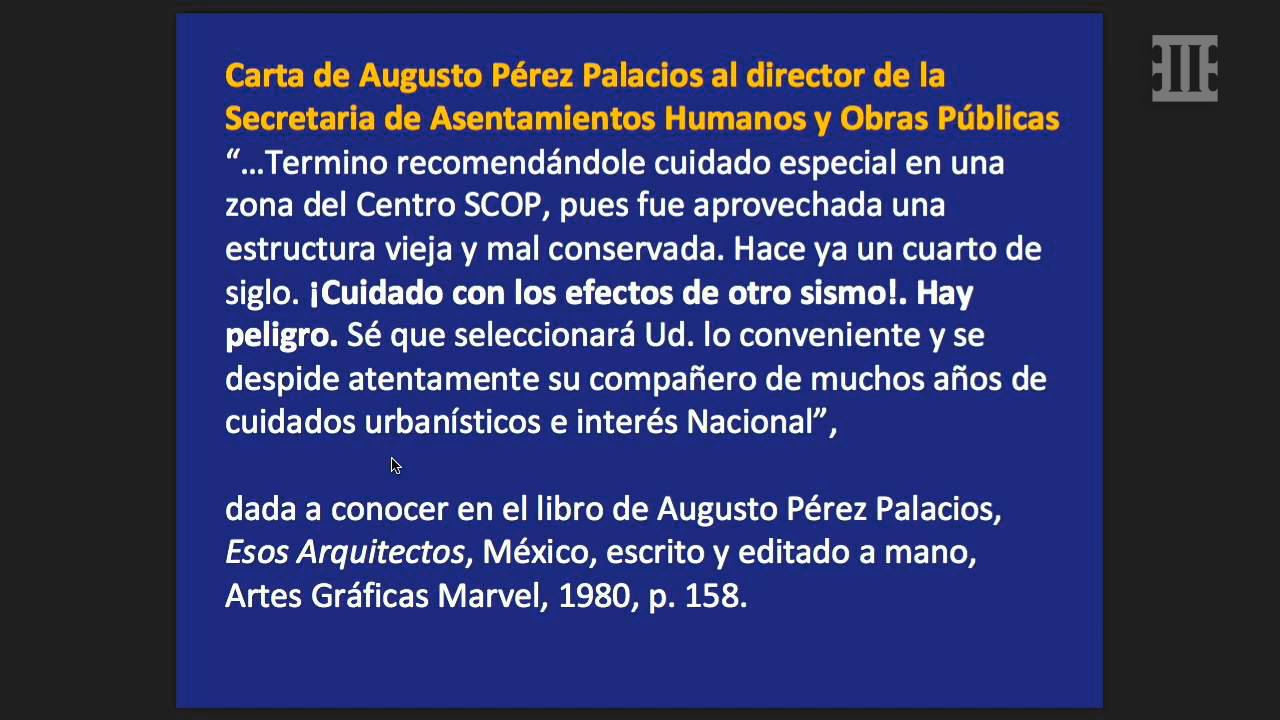 Carta de Augusto Pérez Palacios al director de la
Secretaria de Asentamientos Humanos y Obras Públicas
“…Termino recomendándole cuidado especial en una
zona del Centro SCOP, pues fue aprovechada una
estructura vieja y mal conservada. Hace ya un cuarto de
siglo. ¡Cuidado con los efectos de otro sismo!. Hay
peligro. Sé que seleccionará Ud. lo conveniente y se
despide atentamente su compañero de muchos años de
cuidados urbanísticos e interés Nacional”,
dada a conocer en el libro de Augusto Pérez Palacios,
Esos Arquitectos, México, escrito y editado a mano,
Artes Gráficas Marvel, 1980, p. 158.